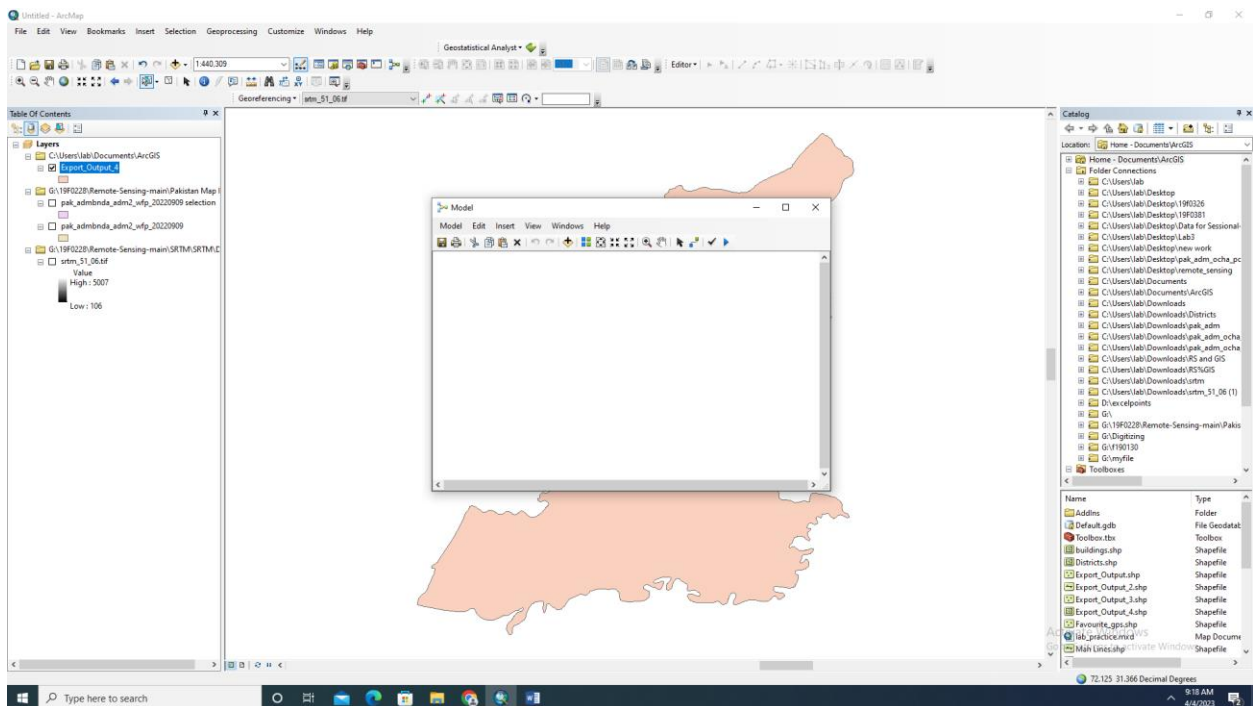 Untitled - ArcMap
File Edit View Bookmarks Insert Selection Geoprocessing Customize Windows Help
Geostatistical Analyst
1:440,309
Editor
Georeferencing srtm_51_06.tif
Table Of Contents
Layers
C:\Users\lab\Documents\ArcGIS
Export_Output_4
G:\19F0228\Remote-Sensing-main\Pakistan Map
pak_admbnda_adm2_wfp_20220909 selection
pak_admbnda_adm2_wfp_20220909
G:\19F0228\Remote-Sensing-main\SRTM\SRTM\D
srtm_51_06.tif
Value
High : 5007
Low : 106
Model
Model Edit Insert View Windows Help
Catalog
Location: Home - Documents\ArcGIS
Home - Documents\ArcGIS
Folder Connections
C:\Users\lab
C:\Users\lab\Desktop
C:\Users\lab\Desktop\19F0326
C:\Users\lab\Desktop\19F0381
C:\Users\lab\Desktop\Data for Sessional-
C:\Users\lab\Desktop\Lab3
C:\Users\lab\Desktop\new work
C:\Users\lab\Desktop\pak_adm_ocha_pc
C:\Users\lab\Desktop\remote_sensing
C:\Users\lab\Documents
C:\Users\lab\Documents\ArcGIS
C:\Users\lab\Downloads
C:\Users\lab\Downloads\Districts
C:\Users\lab\Downloads\pak_adm
C:\Users\lab\Downloads\pak_adm_ocha
C:\Users\lab\Downloads\pak_adm_ocha
C:\Users\lab\Downloads\RS and GIS
C:\Users\lab\Downloads\RS%GIS
C:\Users\lab\Downloads\srtm
C:\Users\lab\Downloads\srtm_51_06 (1)
D:\excelpoints
G:\
G:\19F0228\Remote-Sensing-main\Pakis
G:\Digitizing
G:\f190130
G:\myfile
Toolboxes
Name Type
AddIns Folder
Default.gdb File Geodatab
Toolbox.tbx Toolbox
buildings.shp Shapefile
Districts.shp Shapefile
Export_Output.shp Shapefile
Export_Output_2.shp Shapefile
Export_Output_3.shp Shapefile
Export_Output_4.shp Shapefile
Favourite_gps.shp Shapefile
lab_practice.mxd Map Docume
Mah Lines.shp Shapefile
Activate Windows
72.125 31.366 Decimal Degrees
Type here to search
9:18 AM
4/4/2023